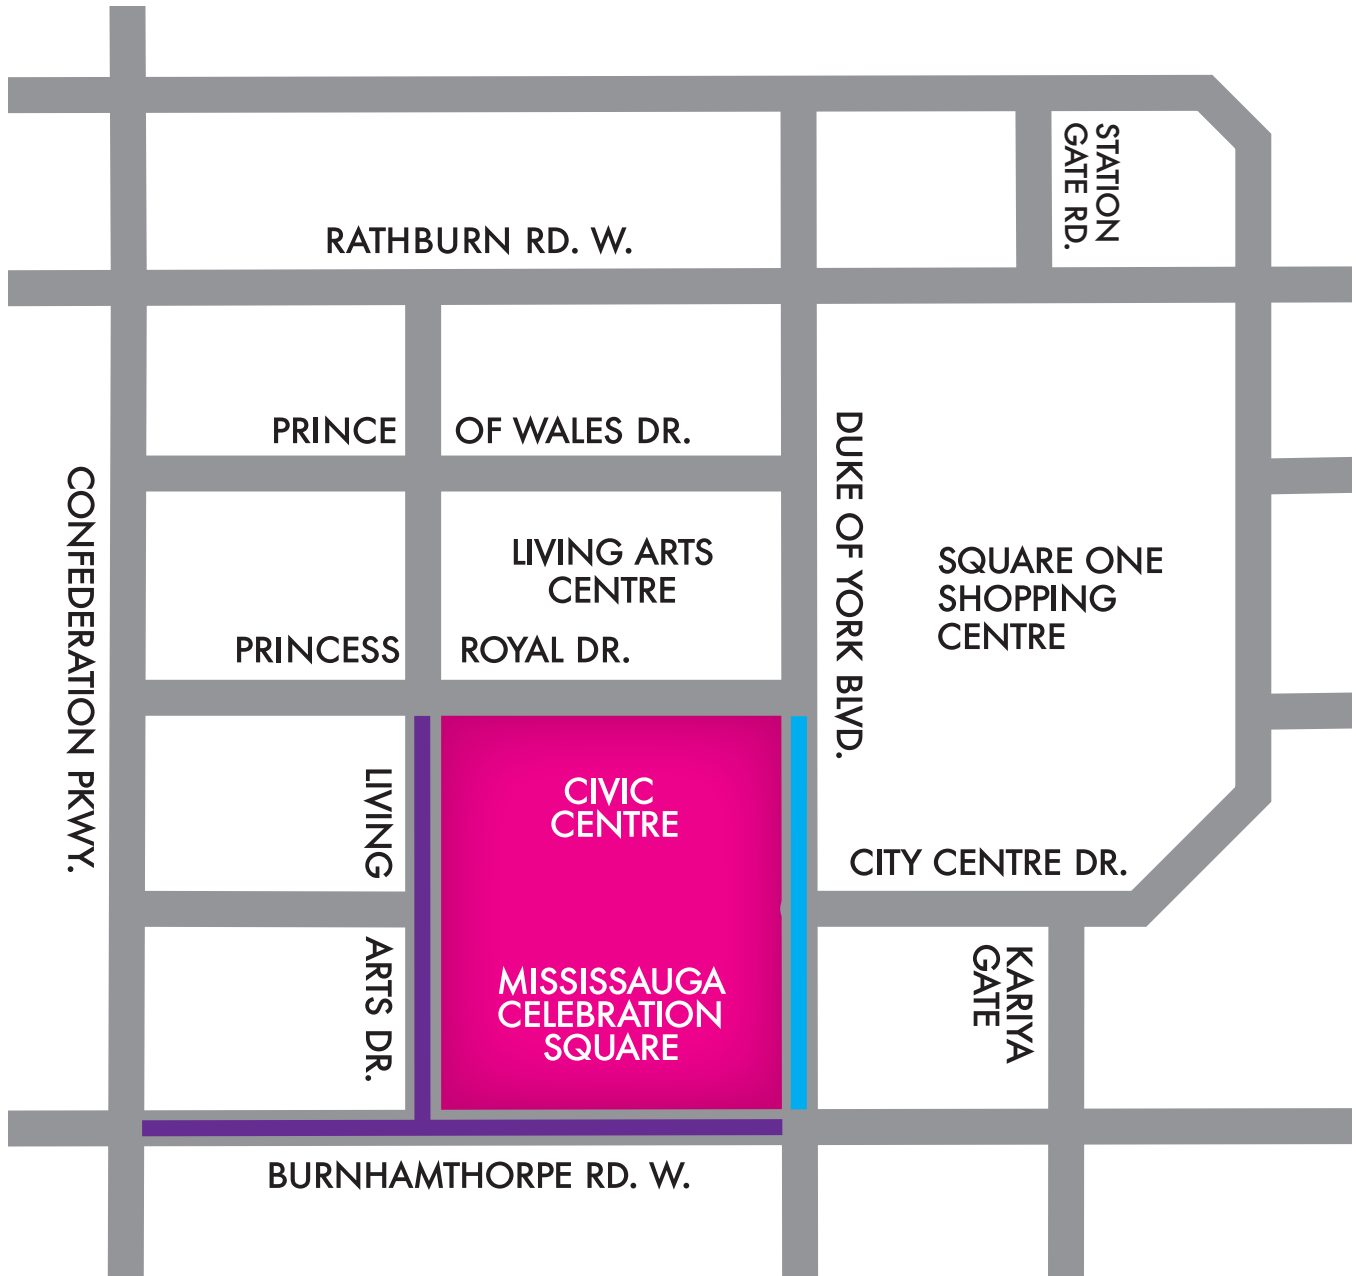 STATION
GATE RD.
RATHBURN RD. W.
PRINCE OF WALES DR.
CONFEDERATION PKWY.
DUKE OF YORK BLVD.
LIVING ARTS
CENTRE
SQUARE ONE
SHOPPING
CENTRE
PRINCESS ROYAL DR.
LIVING ARTS DR.
CIVIC
CENTRE
CITY CENTRE DR.
MISSISSAUGA
CELEBRATION
SQUARE
KARIYA
GATE
BURNHAMTHORPE RD. W.